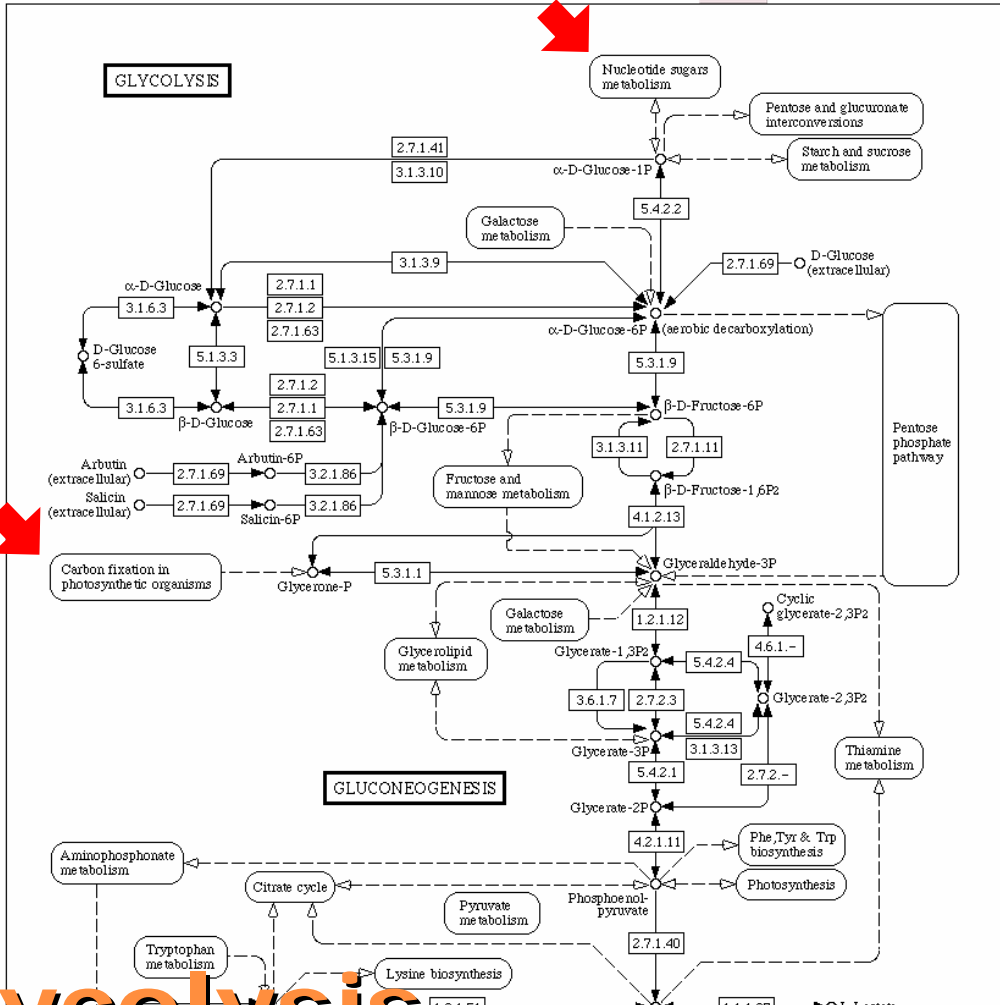 GLYCOLYSIS
Nucleotide sugars
metabolism
Pentose and glucuronate
interconversions
Starch and sucrose
metabolism
2.7.1.41
3.1.3.10
α-D-Glucose-1P
5.4.2.2
Galactose
metabolism
3.1.3.9
2.7.1.69
D-Glucose
(extracellular)
α-D-Glucose
2.7.1.1
2.7.1.2
2.7.1.63
3.1.6.3
α-D-Glucose-6P
(aerobic decarboxylation)
D-Glucose
6-sulfate
5.1.3.3
5.1.3.15
5.3.1.9
5.3.1.9
2.7.1.2
2.7.1.1
2.7.1.63
3.1.6.3
β-D-Glucose
β-D-Glucose-6P
5.3.1.9
β-D-Fructose-6P
3.1.3.11
2.7.1.11
Pentose
phosphate
pathway
Arbutin
(extracellular)
2.7.1.69
Arbutin-6P
3.2.1.86
Salicin
(extracellular)
2.7.1.69
Salicin-6P
3.2.1.86
Fructose and
mannose metabolism
β-D-Fructose-1,6P2
4.1.2.13
Carbon fixation in
photosynthetic organisms
Glycerone-P
5.3.1.1
Glyceraldehyde-3P
Galactose
metabolism
1.2.1.12
Cyclic
glycerate-2,3P2
Glycerolipid
metabolism
Glycerate-1,3P2
5.4.2.4
4.6.1.-
3.6.1.7
2.7.2.3
Glycerate-2,3P2
5.4.2.4
3.1.3.13
Glycerate-3P
Thiamine
metabolism
5.4.2.1
2.7.2.-
GLUCONEOGENESIS
Glycerate-2P
4.2.1.11
Phe,Tyr & Trp
biosynthesis
Aminophosphonate
metabolism
Citrate cycle
Photosynthesis
Phosphoenol-
pyruvate
Pyruvate
metabolism
2.7.1.40
Tryptophan
metabolism
Lysine biosynthesis